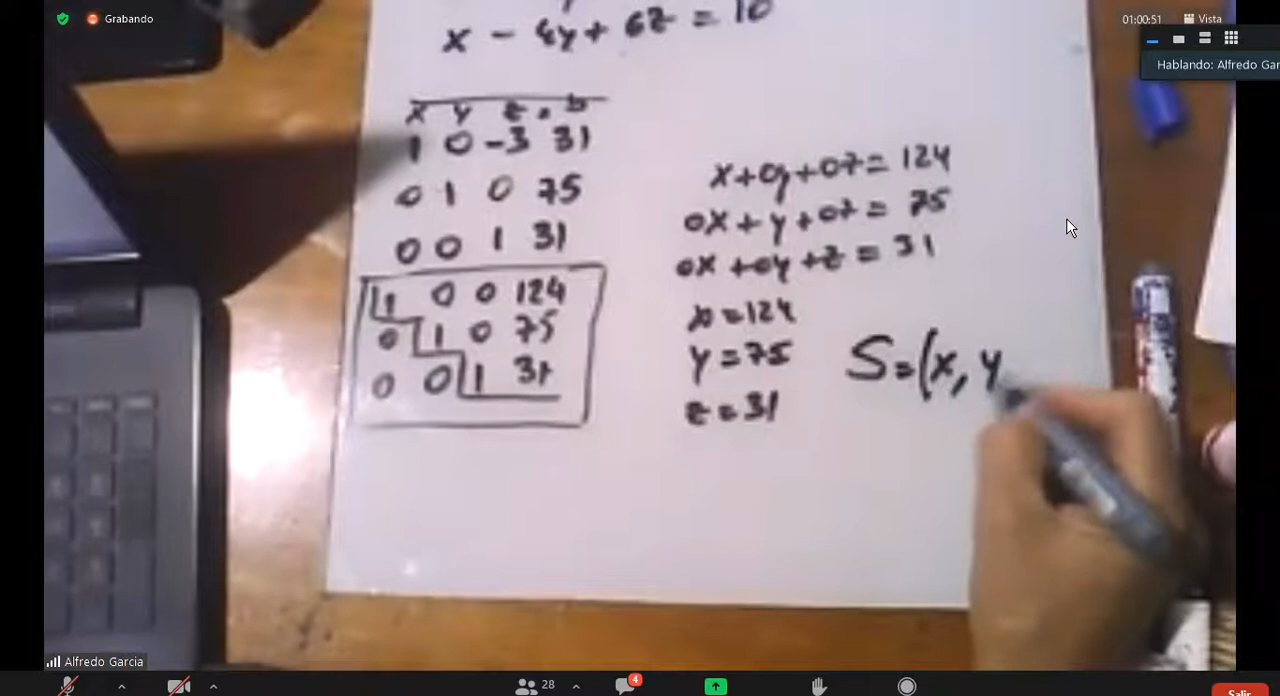 Grabando
01:00:51 Vista
Hablando: Alfredo Gar
x - 4y + 6z = 10
x y z = b
1 0 -3 31
0 1 0 75
0 0 1 31
1 0 0 124
0 1 0 75
0 0 1 31
x+0y+0z= 124
0x+y+0z= 75
0x+0y+z= 31
x=124
y=75
z=31
S=(x, y
Alfredo Garcia
28
4
Salir